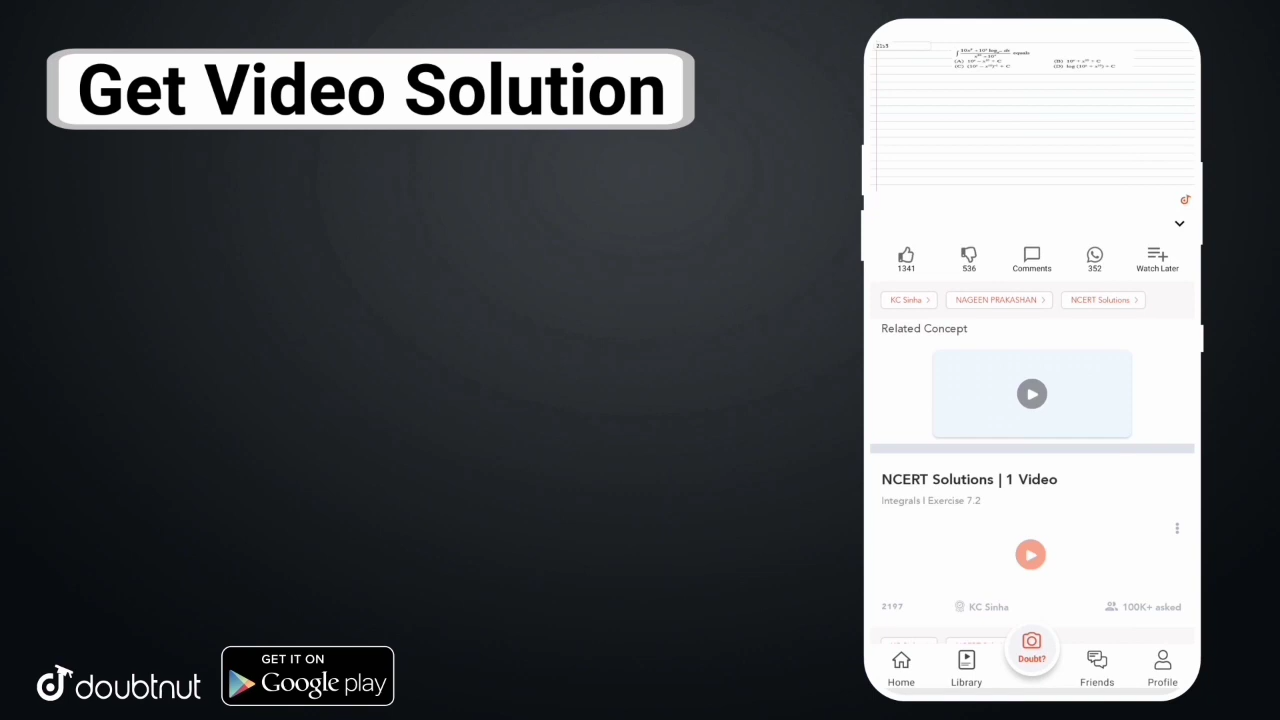 Get Video Solution
equals
1341
536
Comments
352
Watch Later
KC Sinha
NAGEEN PRAKASHAN
NCERT Solutions
Related Concept
NCERT Solutions | 1 Video
Integrals I Exercise 7.2
2197
KC Sinha
100K+ asked
Doubt?
Home
Library
Friends
Profile
doubtnut
GET IT ON
Google play